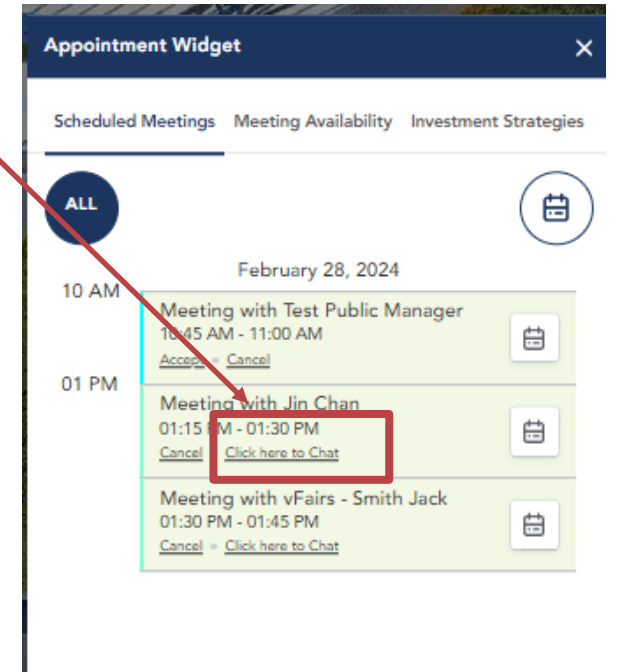 Appointment Widget
Scheduled Meetings Meeting Availability Investment Strategies
ALL
February 28, 2024
10 AM
Meeting with Test Public Manager
10:45 AM - 11:00 AM
Accept Cancel
01 PM
Meeting with Jin Chan
01:15 PM - 01:30 PM
Cancel Click here to Chat
Meeting with vFairs - Smith Jack
01:30 PM - 01:45 PM
Cancel Click here to Chat